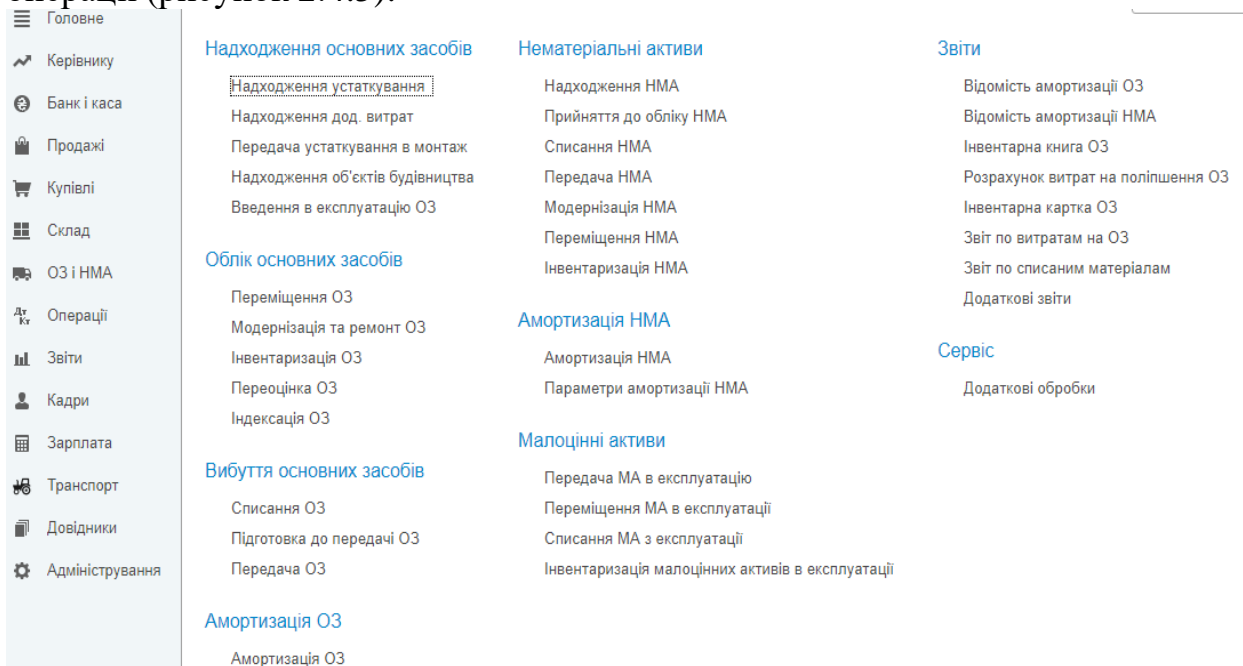 операції (рисунок 2.4.3).
Головне
Керівнику
Банк і каса
Продажі
Купівлі
Склад
ОЗ і НМА
Дт Кт Операції
Звіти
Кадри
Зарплата
Транспорт
Довідники
Адміністрування
Надходження основних засобів
Надходження устаткування
Надходження дод. витрат
Передача устаткування в монтаж
Надходження об'єктів будівництва
Введення в експлуатацію ОЗ
Облік основних засобів
Переміщення ОЗ
Модернізація та ремонт ОЗ
Інвентаризація ОЗ
Переоцінка ОЗ
Індексація ОЗ
Вибуття основних засобів
Списання ОЗ
Підготовка до передачі ОЗ
Передача ОЗ
Амортизація ОЗ
Амортизація ОЗ
Нематеріальні активи
Надходження НМА
Прийняття до обліку НМА
Списання НМА
Передача НМА
Модернізація НМА
Переміщення НМА
Інвентаризація НМА
Амортизація НМА
Амортизація НМА
Параметри амортизації НМА
Малоцінні активи
Передача МА в експлуатацію
Переміщення МА в експлуатації
Списання МА з експлуатації
Інвентаризація малоцінних активів в експлуатації
Звіти
Відомість амортизації ОЗ
Відомість амортизації НМА
Інвентарна книга ОЗ
Розрахунок витрат на поліпшення ОЗ
Інвентарна картка ОЗ
Звіт по витратам на ОЗ
Звіт по списаним матеріалам
Додаткові звіти
Сервіс
Додаткові обробки